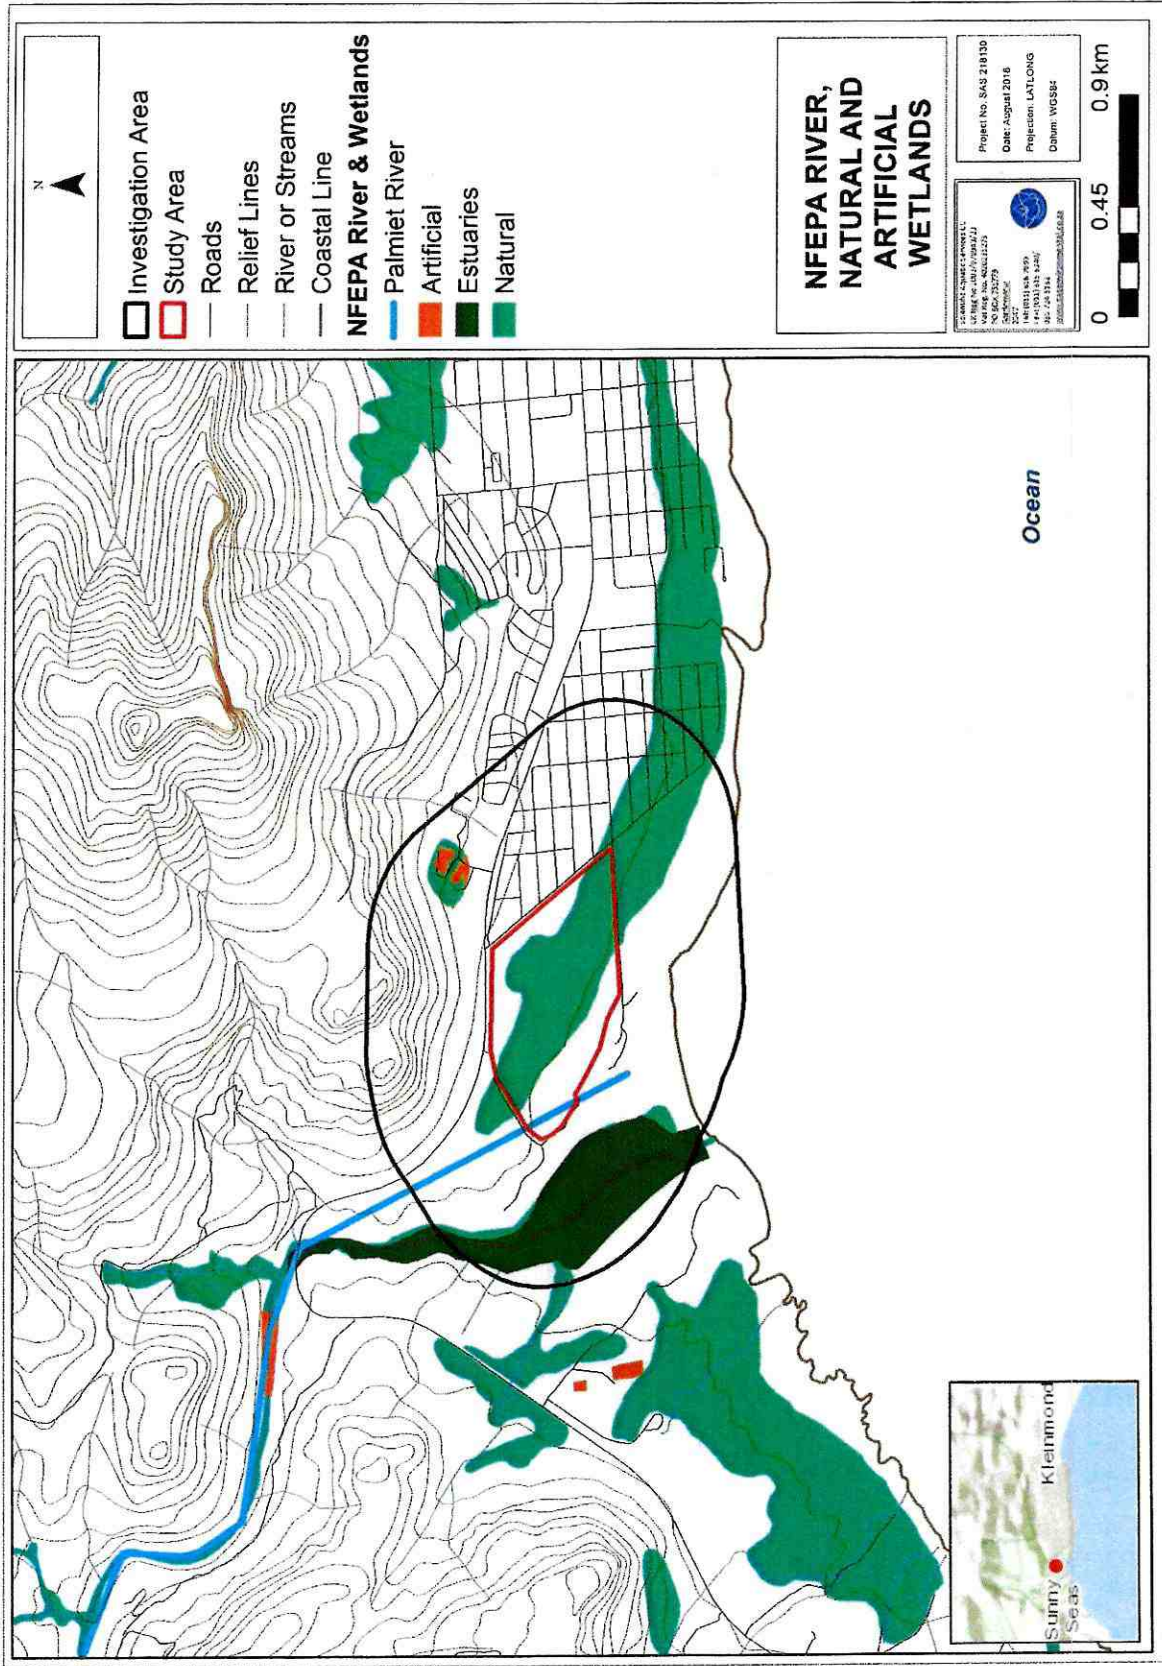 N
Investigation Area
Study Area
Roads
Relief Lines
River or Streams
Coastal Line
NFEPA River & Wetlands
Palmiet River
Artificial
Estuaries
Natural
NFEPA RIVER,
NATURAL AND
ARTIFICIAL
WETLANDS
Project No. SAS 218130
Date: August 2018
Projection: LATLONG
Datum: WGS84
0 0.45 0.9 km
Ocean
Sunny
Seas
Kleinmond